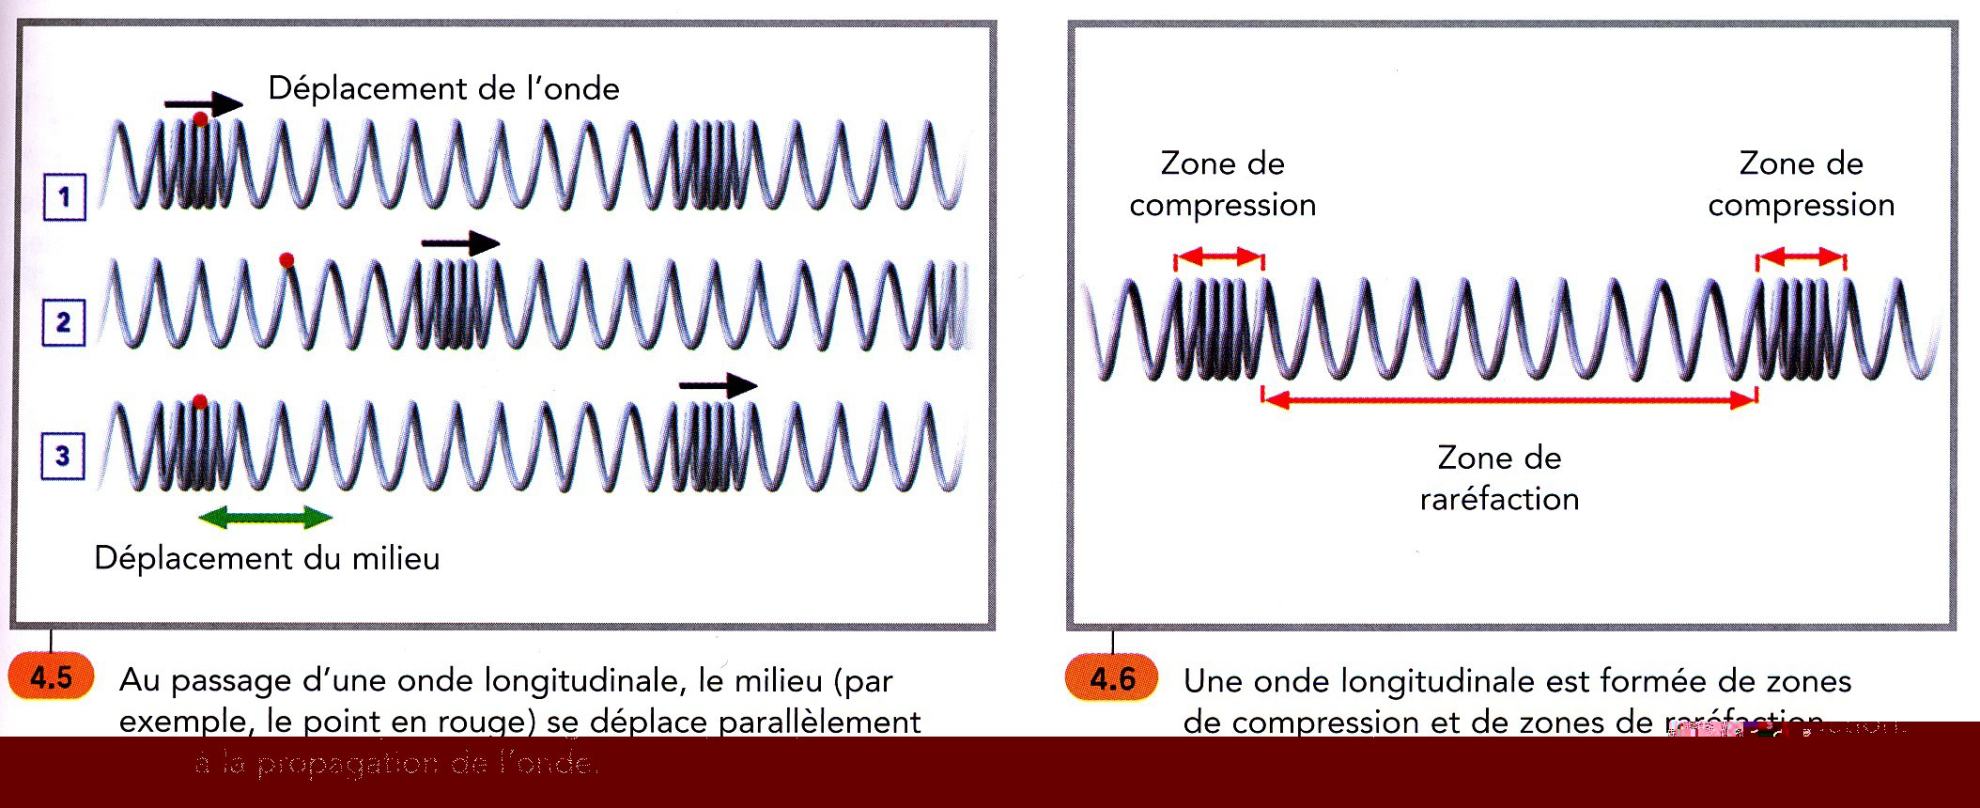 Déplacement de l'onde
1
2
3
Déplacement du milieu
4.5
Au passage d'une onde longitudinale, le milieu (par
exemple, le point en rouge) se déplace parallèlement
à la propagation de l'onde.
Zone de
compression
Zone de
compression
Zone de
raréfaction
4.6
Une onde longitudinale est formée de zones
de compression et de zones de raréfaction